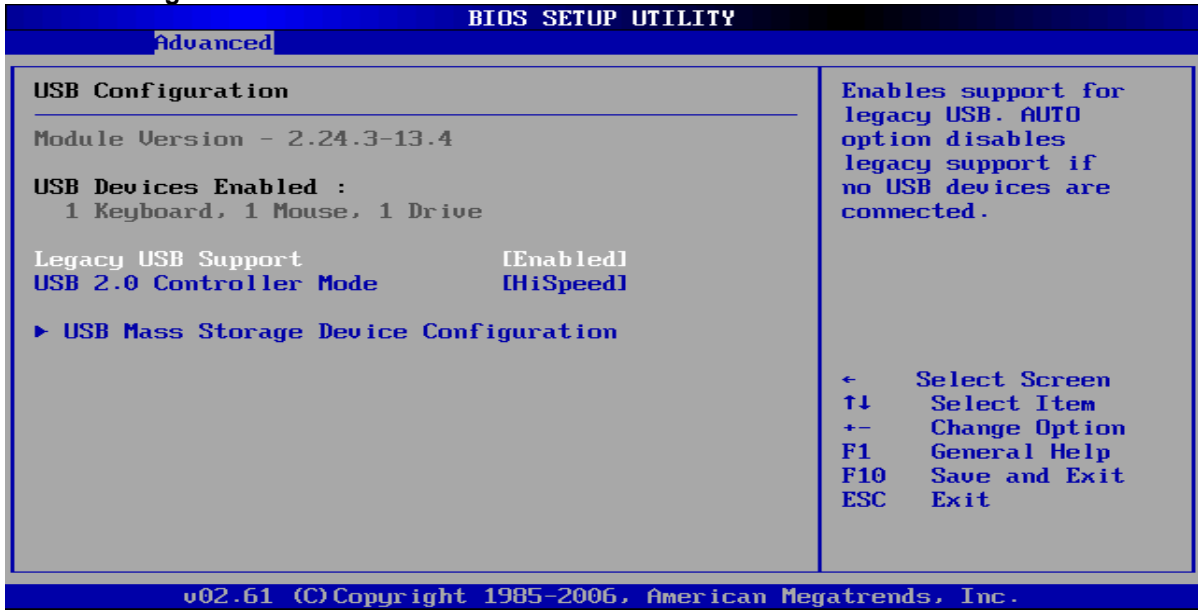 BIOS SETUP UTILITY
Advanced
USB Configuration
Module Version - 2.24.3-13.4
USB Devices Enabled :
1 Keyboard, 1 Mouse, 1 Drive
Legacy USB Support [Enabled]
USB 2.0 Controller Mode [HiSpeed]
► USB Mass Storage Device Configuration
Enables support for
legacy USB. AUTO
option disables
legacy support if
no USB devices are
connected.
← Select Screen
↑↓ Select Item
+- Change Option
F1 General Help
F10 Save and Exit
ESC Exit
v02.61 (C)Copyright 1985-2006, American Megatrends, Inc.